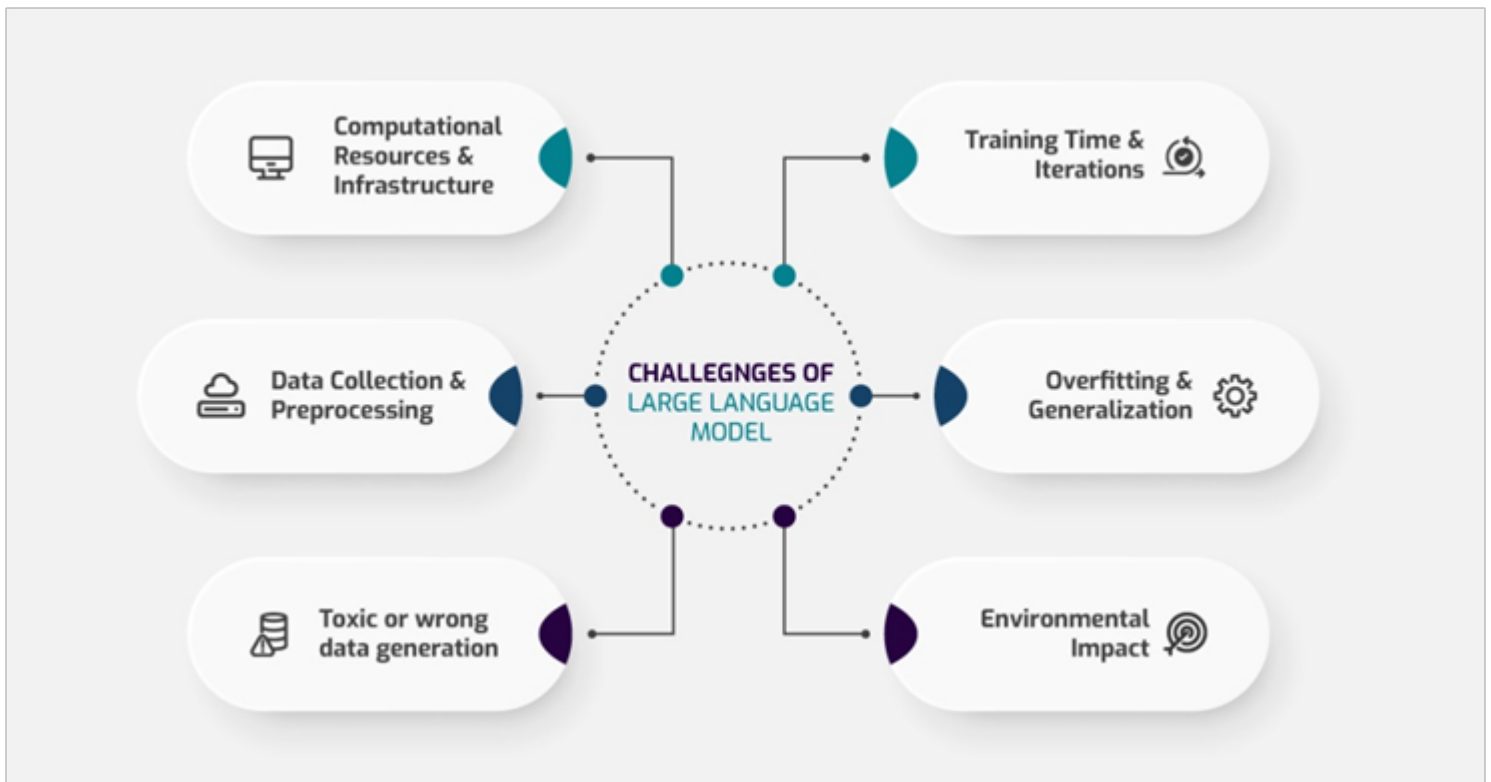 Computational
Resources &
Infrastructure
Training Time &
Iterations
Data Collection &
Preprocessing
CHALLEGNGES OF
LARGE LANGUAGE
MODEL
Overfitting &
Generalization
Toxic or wrong
data generation
Environmental
Impact